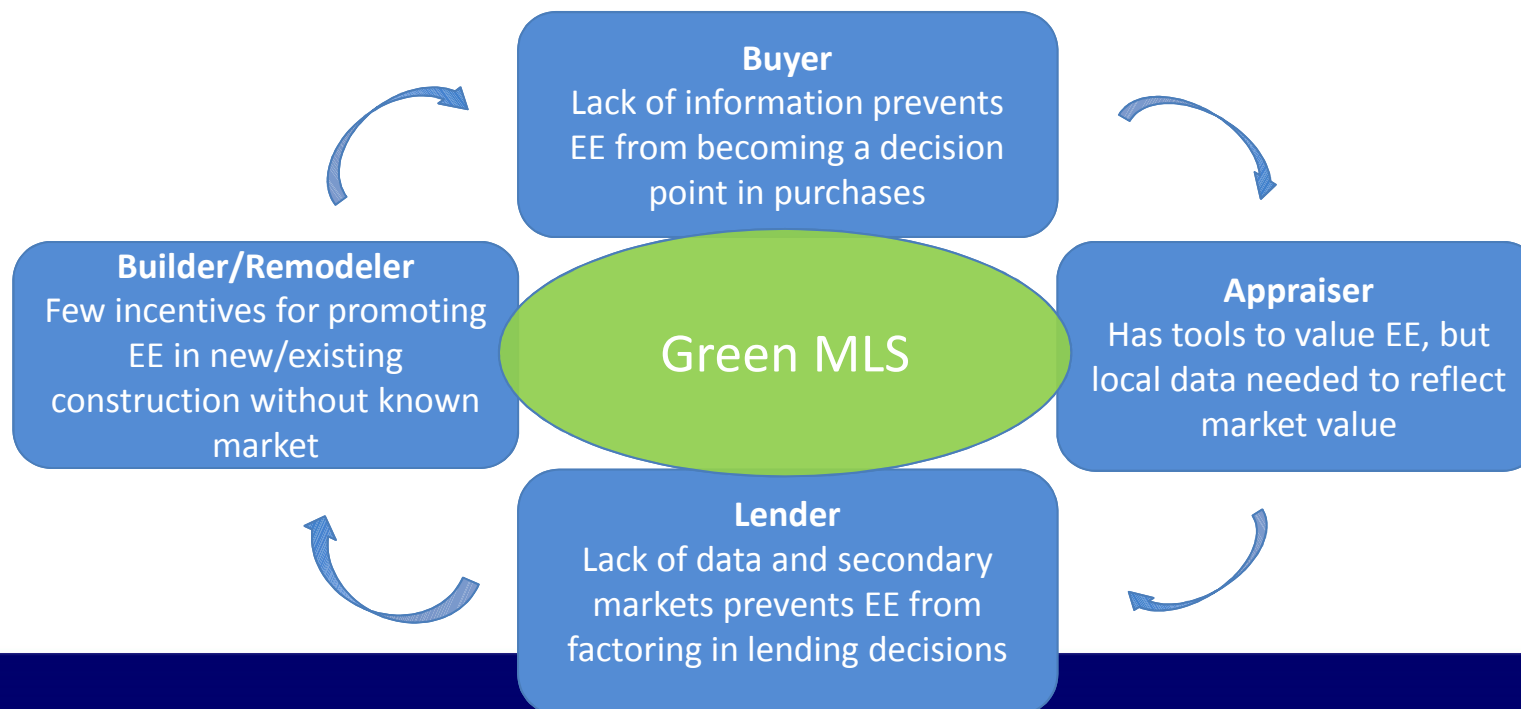 Buyer
Lack of information prevents
EE from becoming a decision
point in purchases
Builder/Remodeler
Few incentives for promoting
EE in new/existing
construction without known
market
Green MLS
Appraiser
Has tools to value EE, but
local data needed to reflect
market value
Lender
Lack of data and secondary
markets prevents EE from
factoring in lending decisions